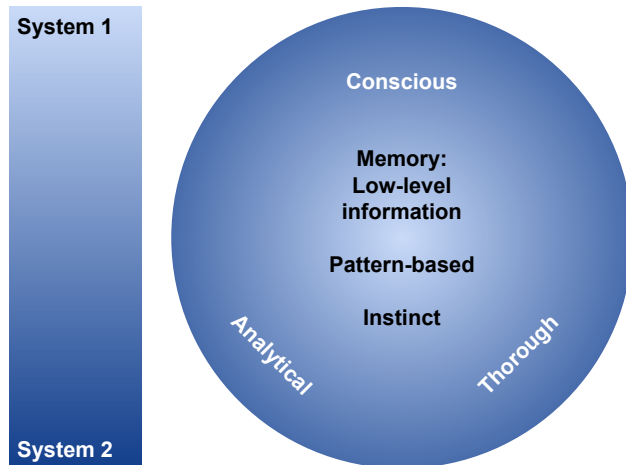 System 1
Conscious
Memory:
Low-level
information
Pattern-based
Instinct
Analytical
Thorough
System 2